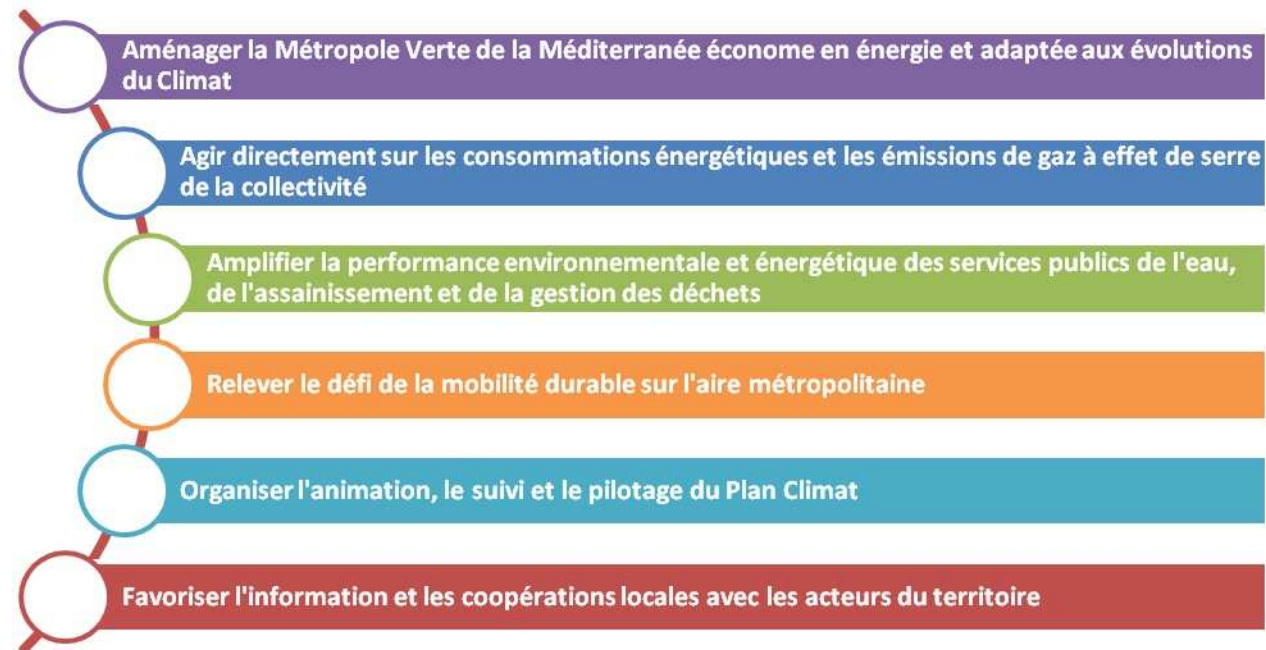 Aménager la Métropole Verte de la Méditerranée économe en énergie et adaptée aux évolutions
du Climat
Agir directement sur les consommations énergétiques et les émissions de gaz à effet de serre
de la collectivité
Amplifier la performance environnementale et énergétique des services publics de l'eau,
de l'assainissement et de la gestion des déchets
Relever le défi de la mobilité durable sur l'aire métropolitaine
Organiser l'animation, le suivi et le pilotage du Plan Climat
Favoriser l'information et les coopérations locales avec les acteurs du territoire